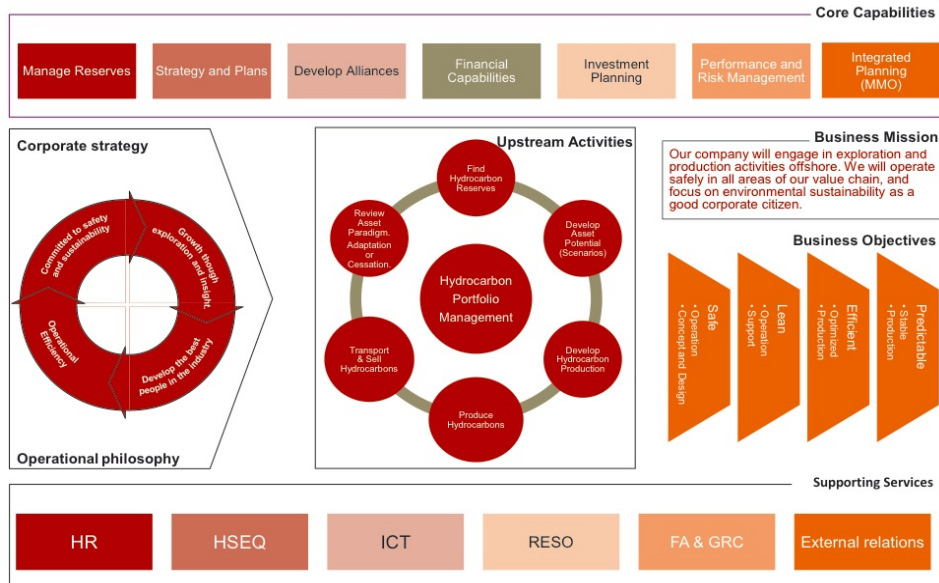 Core Capabilities
Manage Reserves
Strategy and Plans
Develop Alliances
Financial
Capabilities
Investment
Planning
Performance and
Risk Management
Integrated
Planning
(MMO)
Corporate strategy
Committed to safety
and sustainability
Growth though
exploration and insight.
Operational
Efficiency
Develop the best
people in the industry
Operational philosophy
Upstream Activities
Find
Hydrocarbon
Reserves
Develop
Asset
Potential
(Scenarios)
Develop
Hydrocarbon
Production
Produce
Hydrocarbons
Transport
& Sell
Hydrocarbons
Review
Asset
Paradigm.
Adaptation
or
Cessation.
Hydrocarbon
Portfolio
Management
Business Mission
Our company will engage in exploration and
production activities offshore. We will operate
safely in all areas of our value chain, and
focus on environmental sustainability as a
good corporate citizen.
Business Objectives
Safe
• Operation
• Concept and Design
Lean
• Operation
• Support
Efficient
• Optimized
• Production
Predictable
• Stable
• Production
Supporting Services
HR
HSEQ
ICT
RESO
FA & GRC
External relations